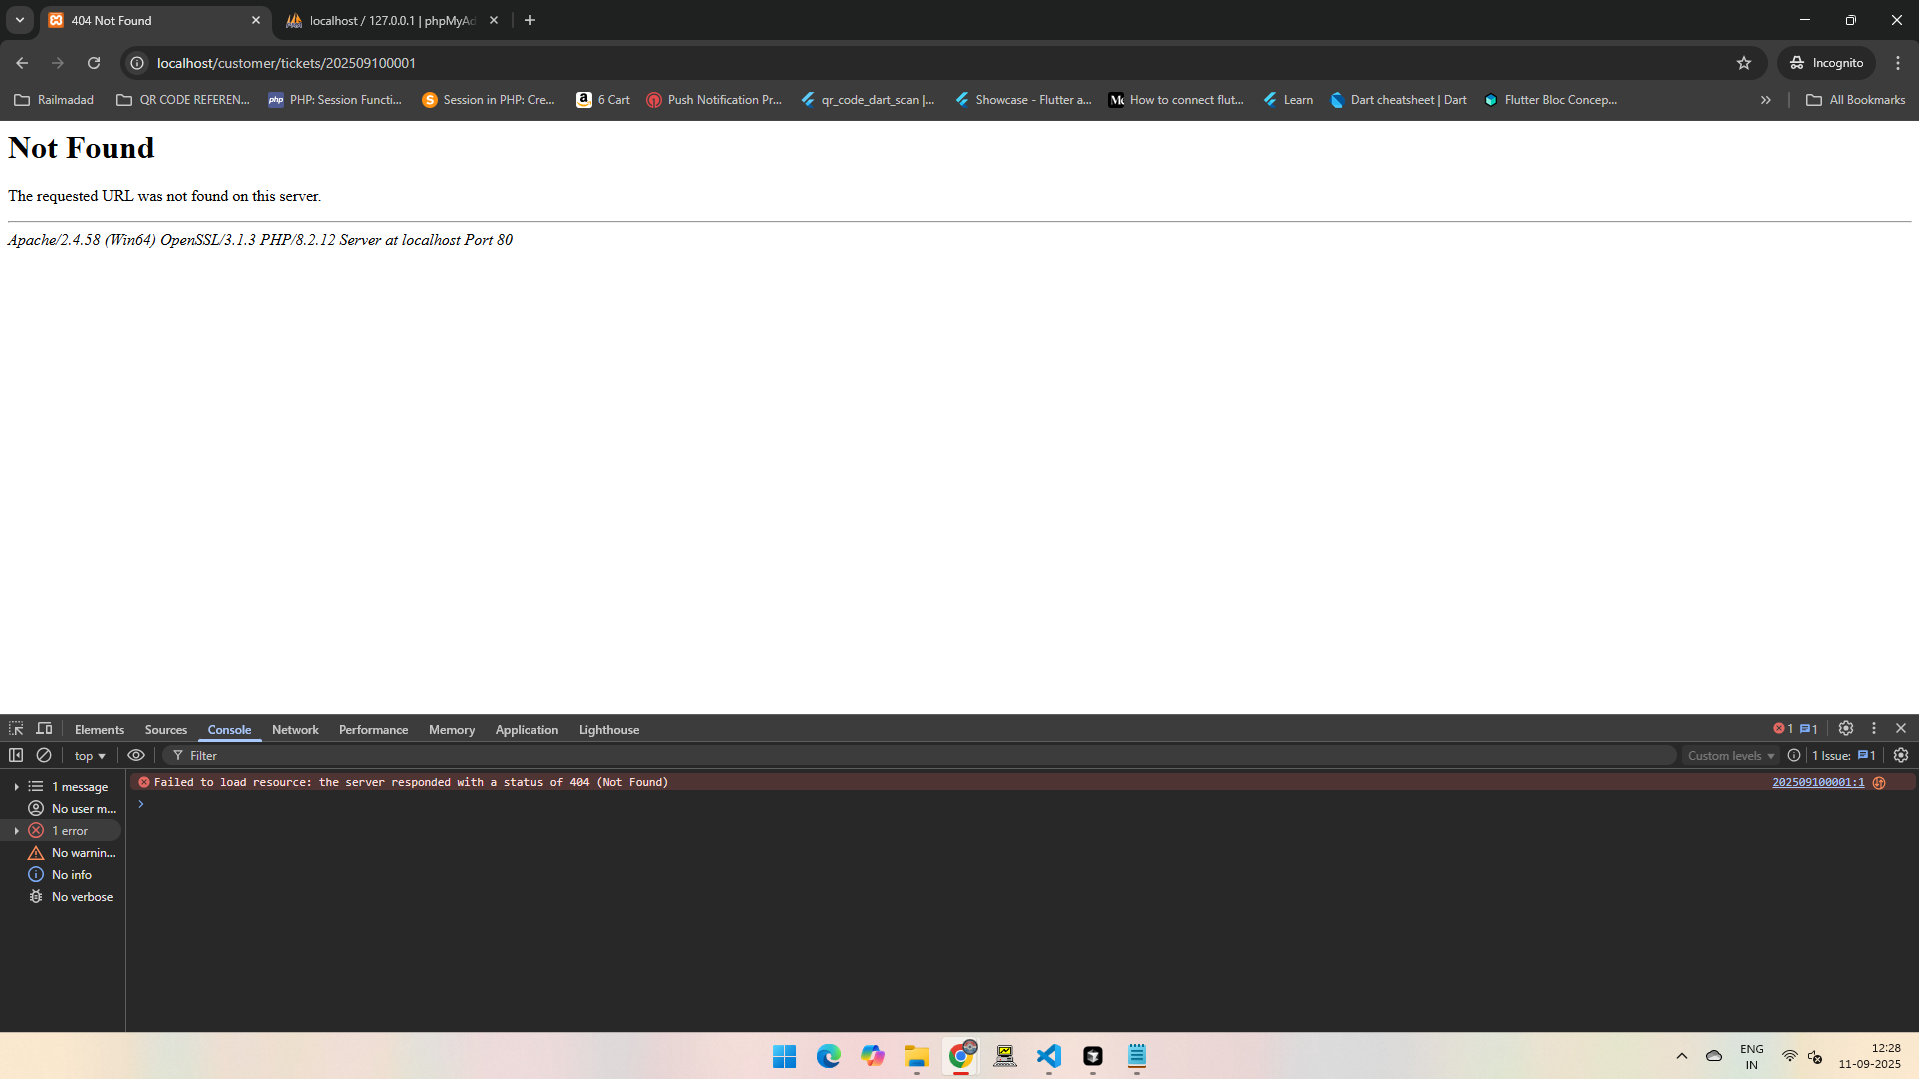 404 Not Found
localhost / 127.0.0.1 | phpMyAd
localhost/customer/tickets/202509100001
Incognito
Railmadad
QR CODE REFEREN...
php
PHP: Session Functi...
S
Session in PHP: Cre...
a
6 Cart
Push Notification Pr...
qr_code_dart_scan |...
Showcase - Flutter a...
How to connect flut...
Learn
Dart cheatsheet | Dart
Flutter Bloc Concep...
All Bookmarks
Not Found
The requested URL was not found on this server.
Apache/2.4.58 (Win64) OpenSSL/3.1.3 PHP/8.2.12 Server at localhost Port 80
Elements
Sources
Console
Network
Performance
Memory
Application
Lighthouse
1
1
top
Filter
Custom levels
1 Issue:
1
1 message
No user m...
1 error
No warnin...
No info
No verbose
Failed to load resource: the server responded with a status of 404 (Not Found)
202509100001:1
ENG
IN
12:28
11-09-2025